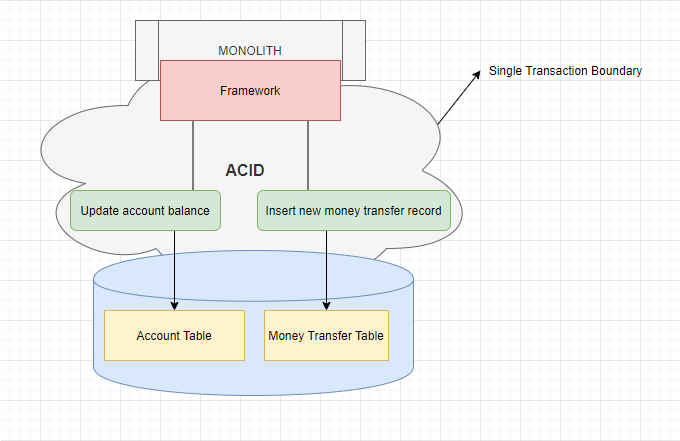 MONOLITH
Framework
Single Transaction Boundary
ACID
Update account balance
Insert new money transfer record
Account Table
Money Transfer Table